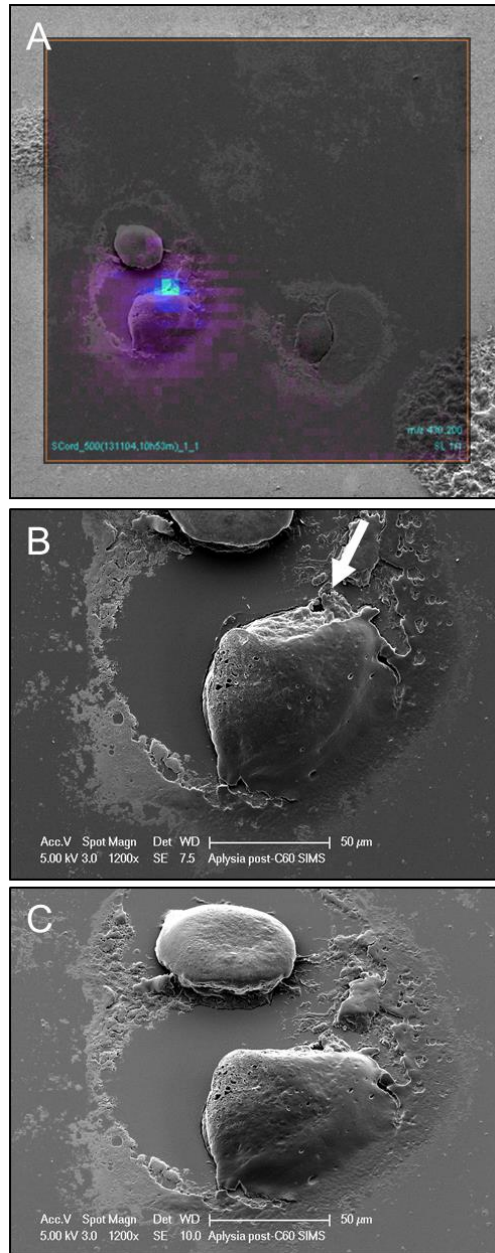 A
SCord_500(131104,10h53m)_1_1
B
Acc.V Spot Magn Det WD
5.00 kV 3.0 1200x SE 7.5 Aplysia post-C60 SIMS
50 µm
C
Acc.V Spot Magn Det WD
5.00 kV 3.0 1200x SE 10.0 Aplysia post-C60 SIMS
50 µm